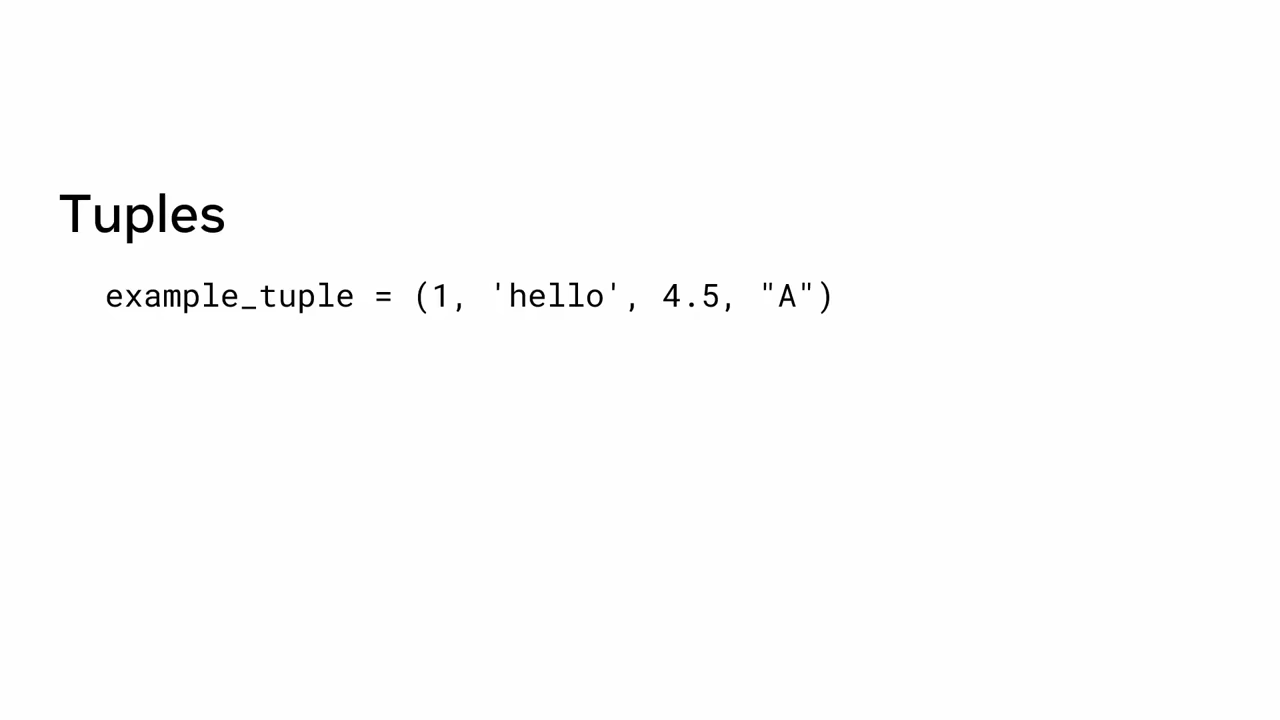 Tuples
example_tuple = (1, 'hello', 4.5, "A")